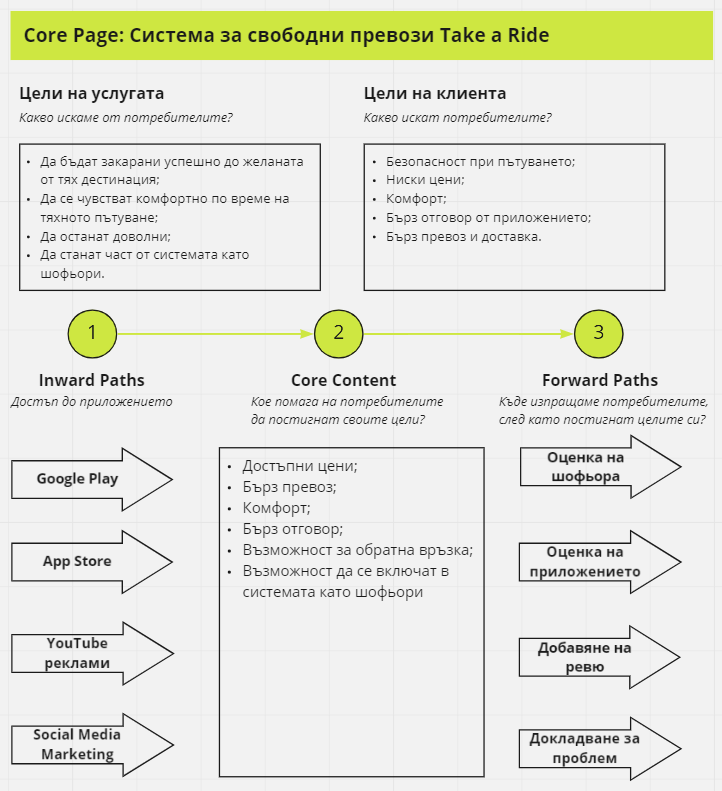 Core Page: Система за свободни превози Take a Ride
Цели на услугата
Какво искаме от потребителите?
• Да бъдат закарани успешно до желаната
от тях дестинация;
• Да се чувстват комфортно по време на
тяхното пътуване;
• Да останат доволни;
• Да станат част от системата като
шофьори.
Цели на клиента
Какво искат потребителите?
• Безопасност при пътуването;
• Ниски цени;
• Комфорт;
• Бърз отговор от приложението;
• Бърз превоз и доставка.
1
2
3
Inward Paths
Достъп до приложението
Google Play
App Store
YouTube
реклами
Social Media
Marketing
Core Content
Кое помага на потребителите
да постигнат своите цели?
• Достъпни цени;
• Бърз превоз;
• Комфорт;
• Бърз отговор;
• Възможност за обратна връзка;
• Възможност да се включат в
системата като шофьори
Forward Paths
Къде изпращаме потребителите,
след като постигнат целите си?
Оценка на
шофьора
Оценка на
приложението
Добавяне на
ревю
Докладване за
проблем